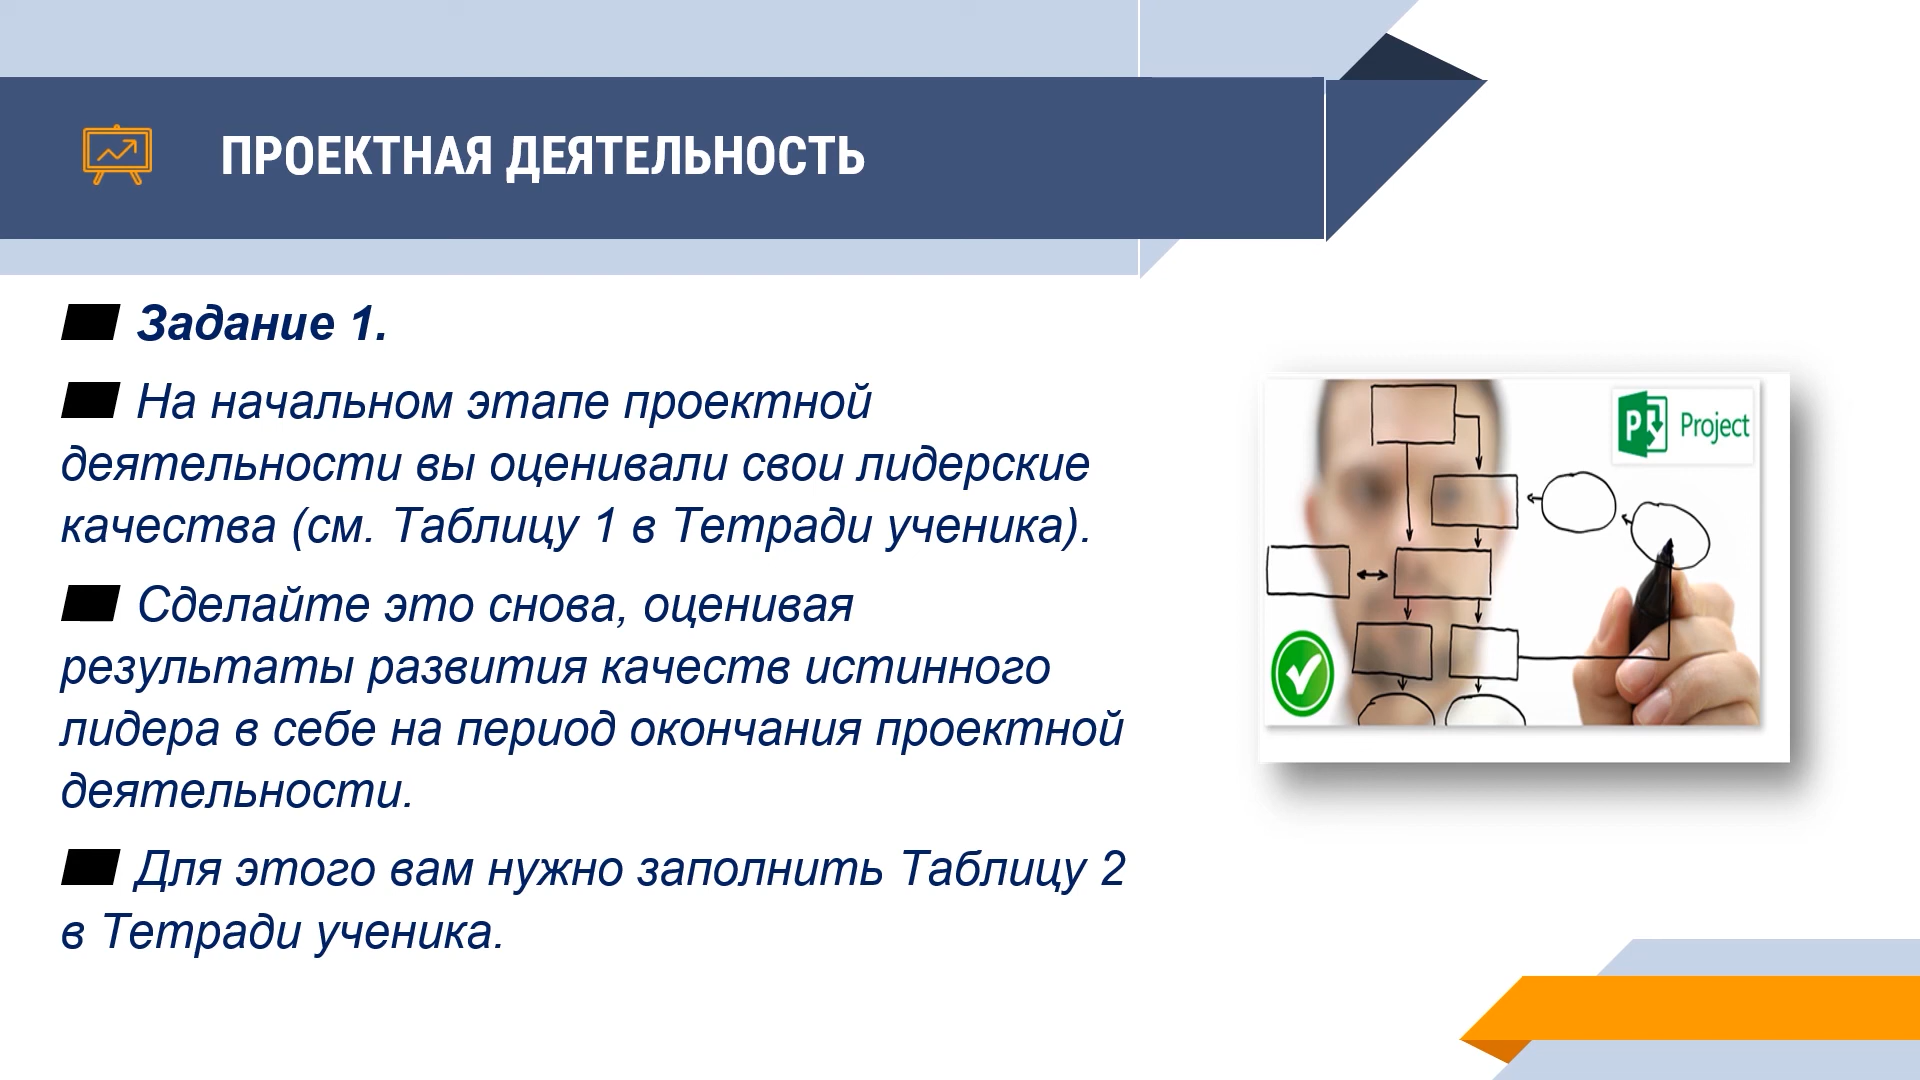 ПРОЕКТНАЯ ДЕЯТЕЛЬНОСТЬ
Задание 1.
На начальном этапе проектной
деятельности вы оценивали свои лидерские
качества (см. Таблицу 1 в Тетради ученика).
Сделайте это снова, оценивая
результаты развития качеств истинного
лидера в себе на период окончания проектной
деятельности.
Для этого вам нужно заполнить Таблицу 2
в Тетради ученика.
P Project